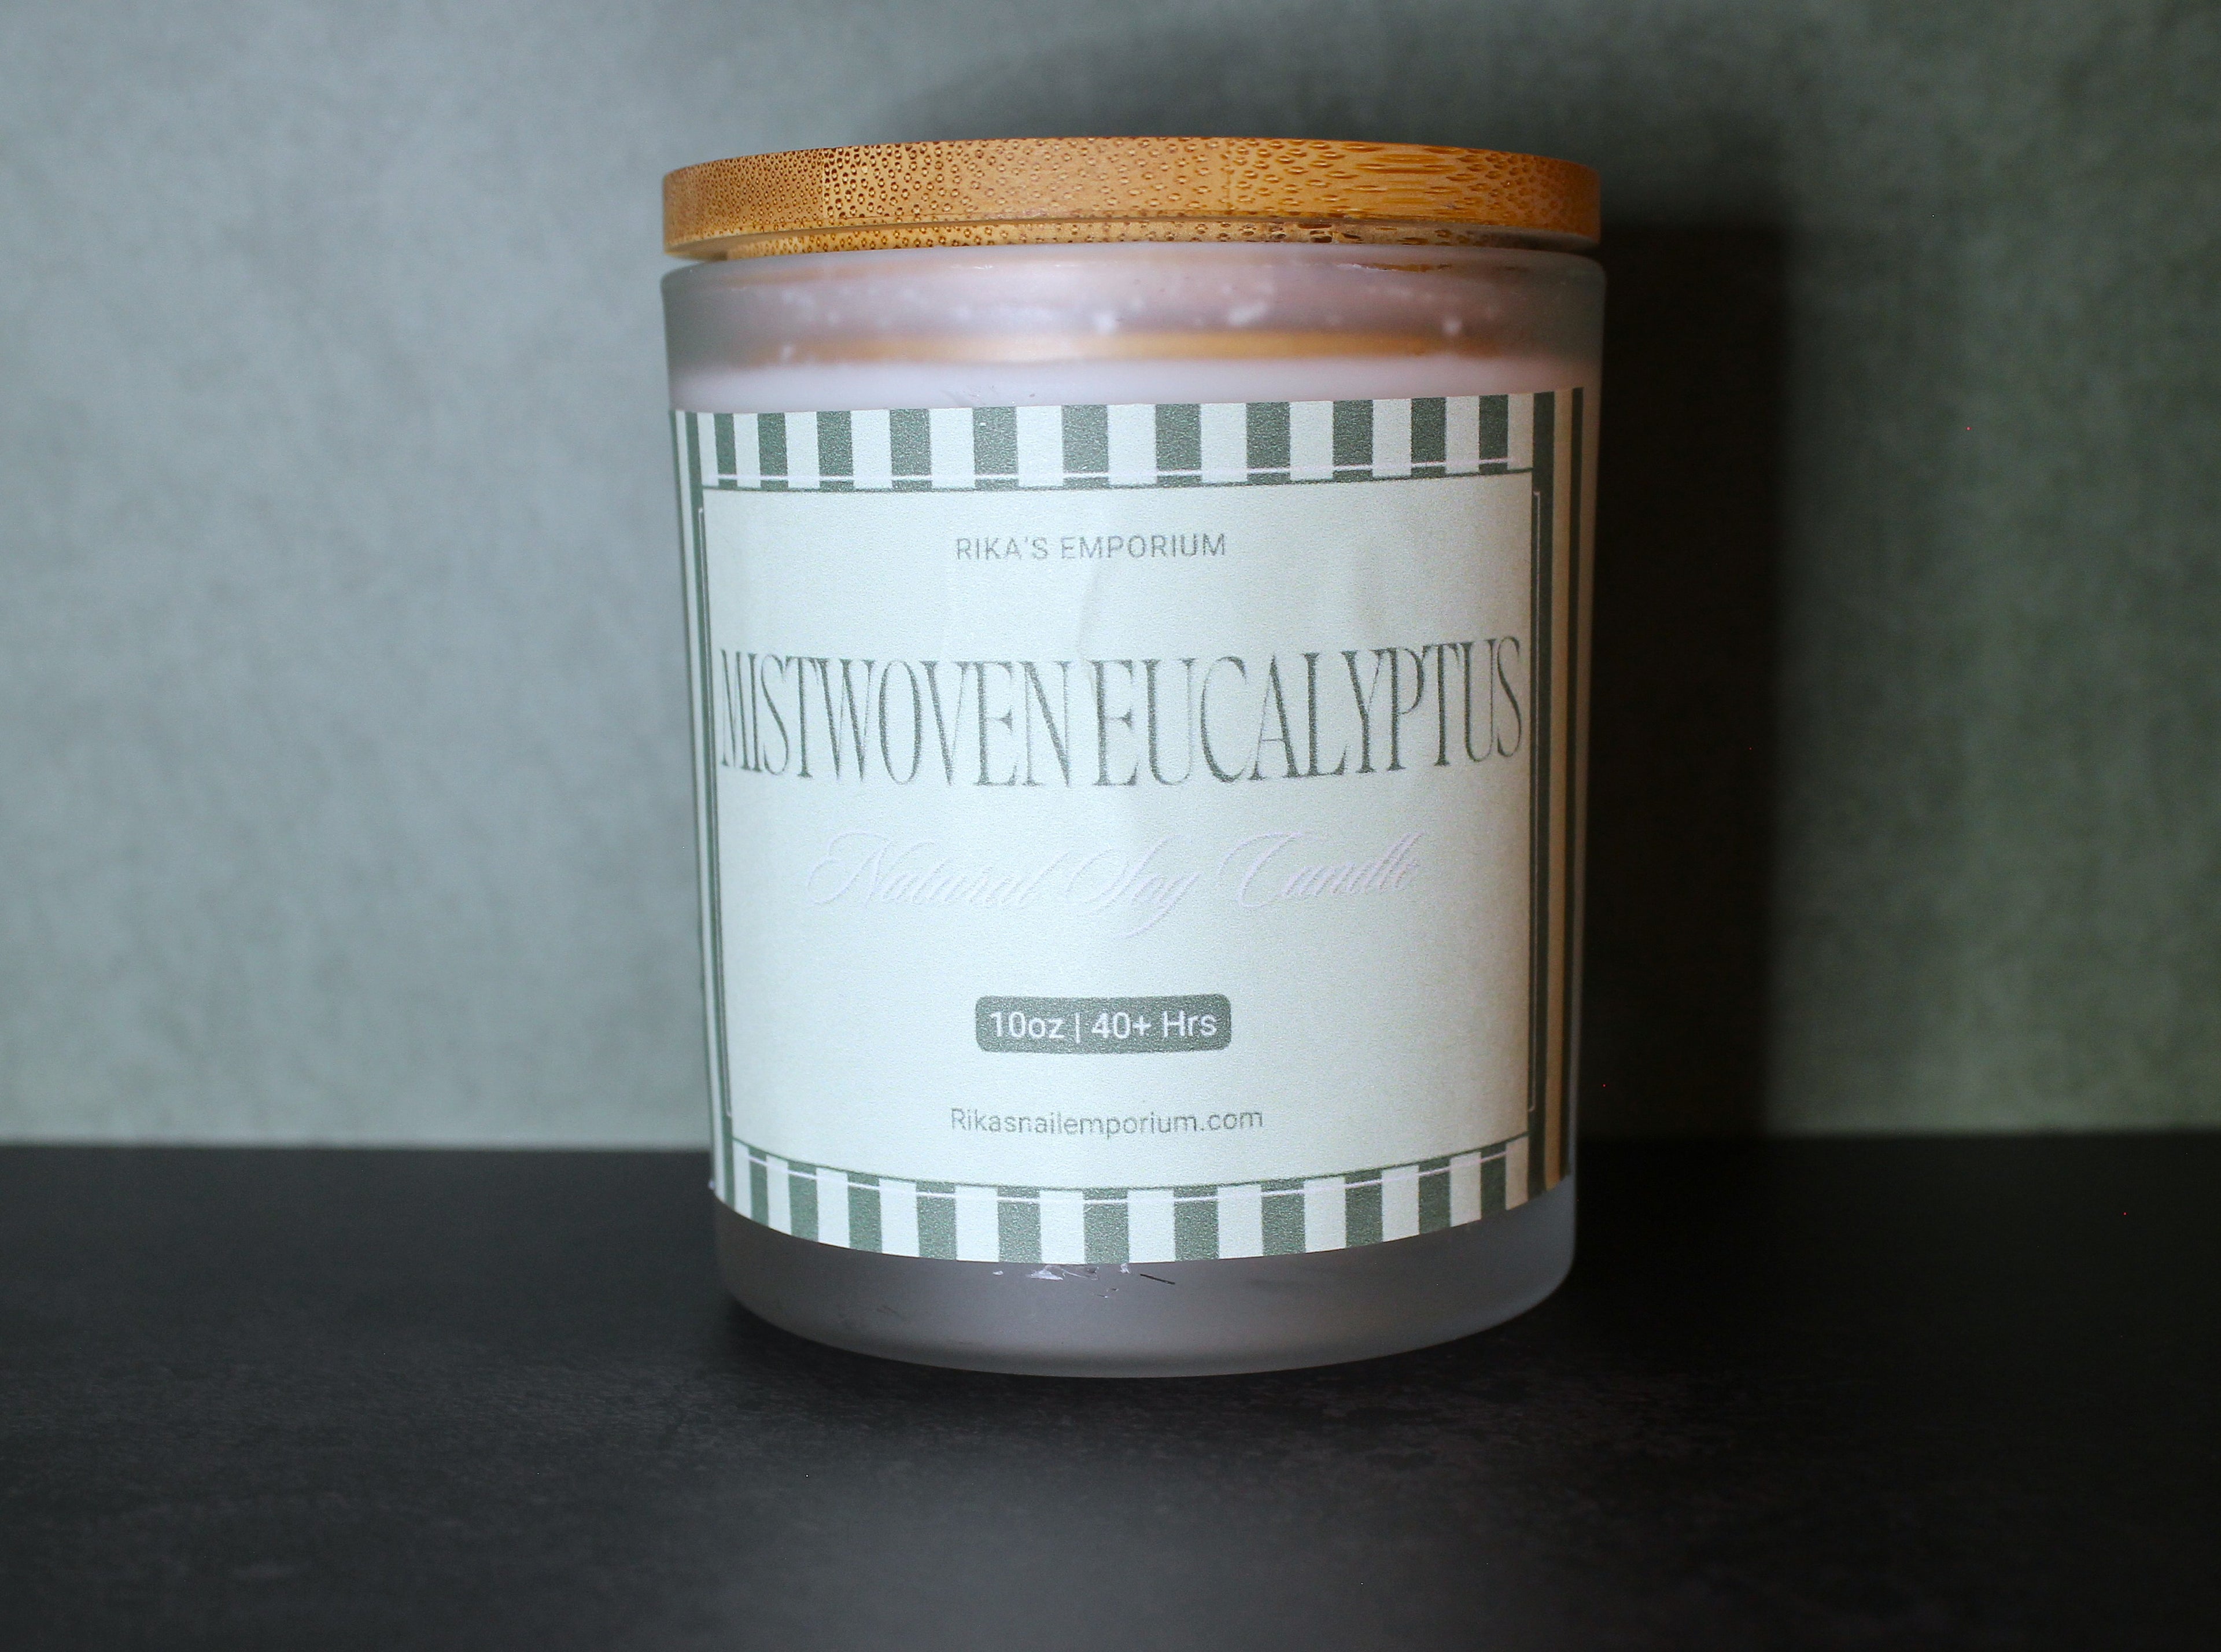 RIKA'S EMPORIUM
MISTWOVEN EUCALYPTUS
Natural Soy Candle
10oz | 40+ Hrs
Rikasnailemporium.com